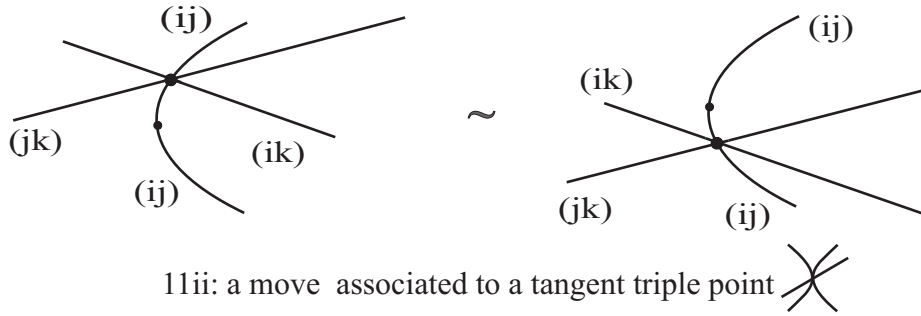 (ij)
(jk)
(ik)
(ij)
~
(ij)
(ik)
(jk)
(ij)
11ii: a move associated to a tangent triple point